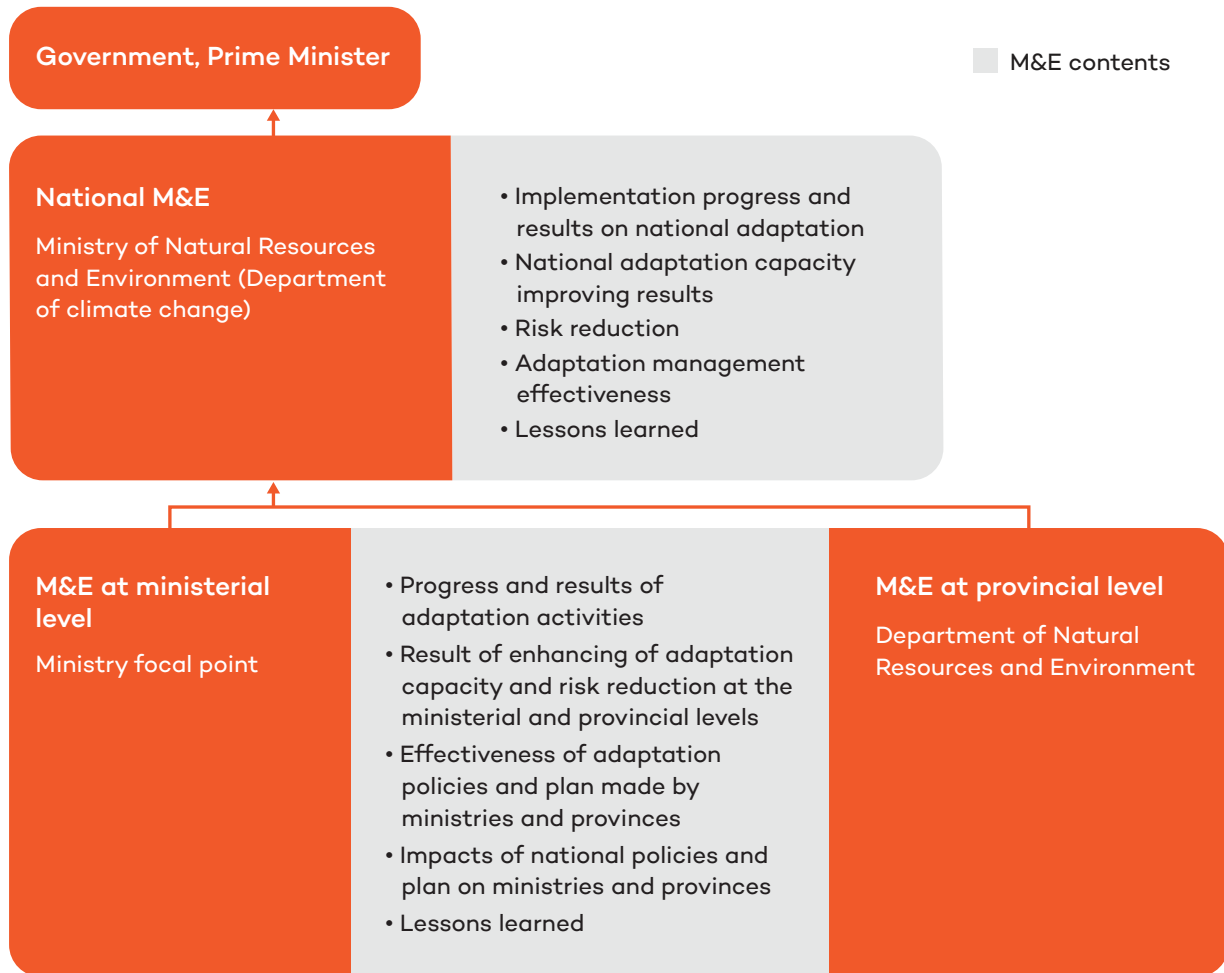 Government, Prime Minister
M&E contents
National M&E
Ministry of Natural Resources
and Environment (Department
of climate change)
• Implementation progress and
results on national adaptation
• National adaptation capacity
improving results
• Risk reduction
• Adaptation management
effectiveness
• Lessons learned
M&E at ministerial
level
Ministry focal point
• Progress and results of
adaptation activities
• Result of enhancing of adaptation
capacity and risk reduction at the
ministerial and provincial levels
• Effectiveness of adaptation
policies and plan made by
ministries and provinces
• Impacts of national policies and
plan on ministries and provinces
• Lessons learned
M&E at provincial level
Department of Natural
Resources and Environment